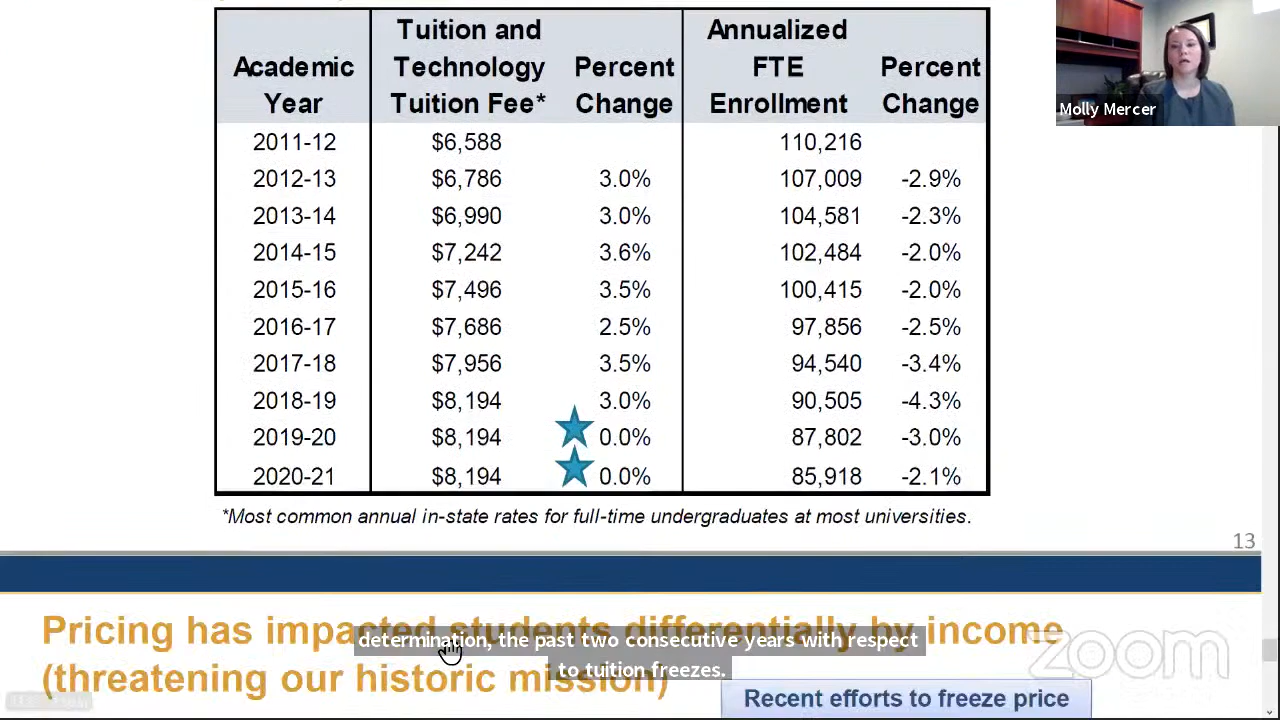 Academic Year | Tuition and Technology Tuition Fee* | Percent Change | Annualized FTE Enrollment | Percent Change
2011-12 $6,588 110,216
2012-13 $6,786 3.0% 107,009 -2.9%
2013-14 $6,990 3.0% 104,581 -2.3%
2014-15 $7,242 3.6% 102,484 -2.0%
2015-16 $7,496 3.5% 100,415 -2.0%
2016-17 $7,686 2.5% 97,856 -2.5%
2017-18 $7,956 3.5% 94,540 -3.4%
2018-19 $8,194 3.0% 90,505 -4.3%
2019-20 $8,194 0.0% 87,802 -3.0%
2020-21 $8,194 0.0% 85,918 -2.1%
*Most common annual in-state rates for full-time undergraduates at most universities.
13
Molly Mercer
Pricing has impacted students differentially by income
(threatening our historic mission)
determination, the past two consecutive years with respect
to tuition freezes.
Recent efforts to freeze price
zoom